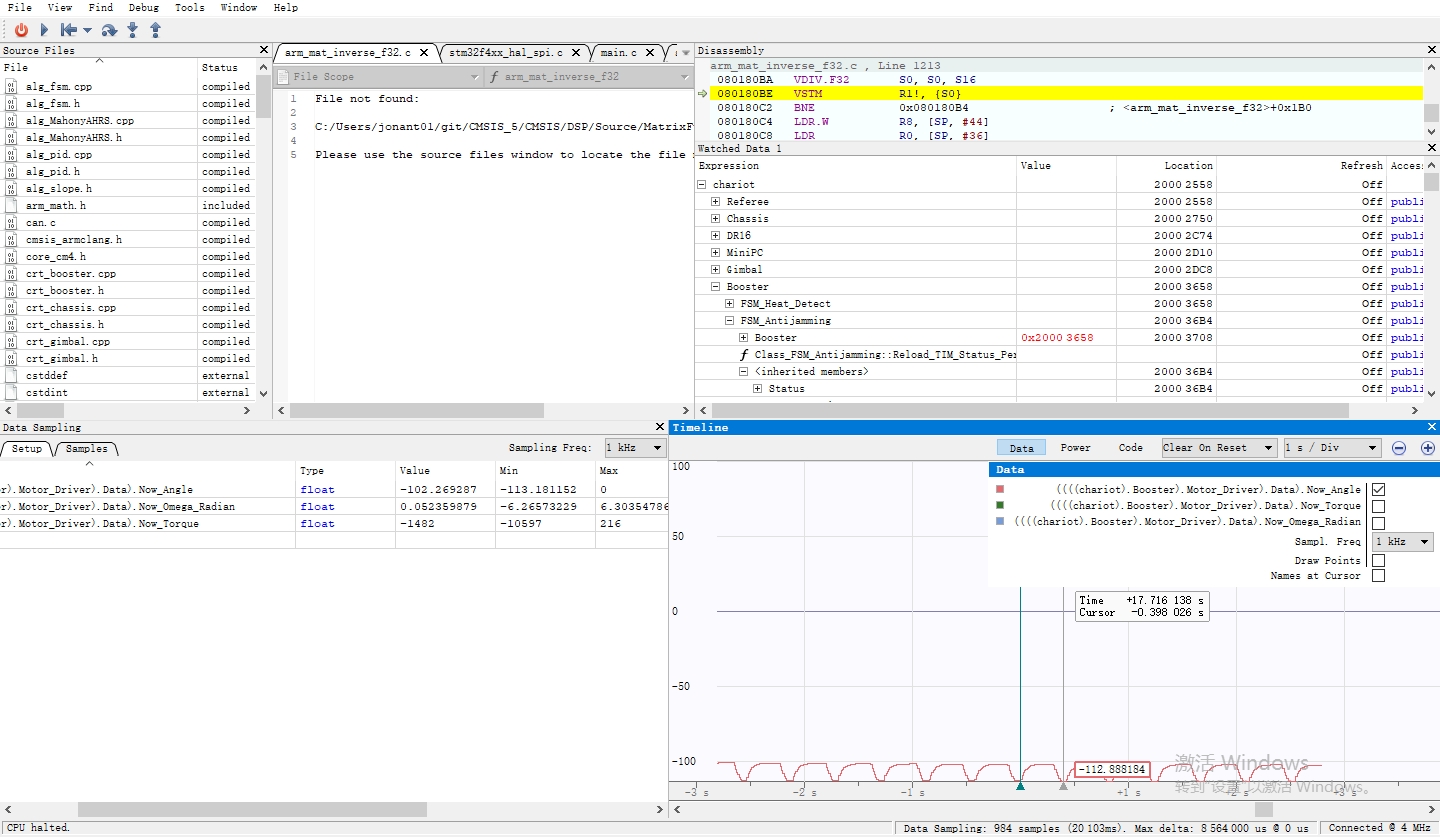 File View Find Debug Tools Window Help
Source Files
File Status
alg_fsm.cpp compiled
alg_fsm.h compiled
alg_MahonyAHRS.cpp compiled
alg_MahonyAHRS.h compiled
alg_pid.cpp compiled
alg_pid.h compiled
alg_slope.h compiled
arm_math.h included
can.c compiled
cmsis_armclang.h compiled
core_cm4.h compiled
crt_booster.cpp compiled
crt_booster.h compiled
crt_chassis.cpp compiled
crt_chassis.h compiled
crt_gimbal.cpp compiled
crt_gimbal.h compiled
cstddef external
cstdint external
arm_mat_inverse_f32.c stm32f4xx_hal_spi.c main.c
File Scope f arm_mat_inverse_f32
1 File not found:
2
3 C:/Users/jonant01/git/CMSIS_5/CMSIS/DSP/Source/MatrixF
4
5 Please use the source files window to locate the file
Disassembly
arm_mat_inverse_f32.c , Line 1213
080180BA VDIV.F32 S0, S0, S16
080180BE VSTM R1!, {S0}
080180C2 BNE 0x080180B4 ; <arm_mat_inverse_f32>+0x1B0
080180C4 LDR.W R8, [SP, #44]
080180C8 LDR R0, [SP, #36]
Watched Data 1
Expression Value Location Refresh Acces
chariot 2000 2558 Off
Referee 2000 2558 Off publi
Chassis 2000 2750 Off publi
DR16 2000 2C74 Off publi
MiniPC 2000 2D10 Off publi
Gimbal 2000 2DC8 Off publi
Booster 2000 3658 Off publi
FSM_Heat_Detect 2000 3658 Off publi
FSM_Antijamming 2000 36B4 Off publi
Booster 0x2000 3658 2000 3708 Off publi
f Class_FSM_Antijamming::Reload_TIM_Status_Per Off publi
<inherited members> 2000 36B4 Off publi
Status 2000 36B4 Off publi
Data Sampling
Setup Samples Sampling Freq: 1 kHz
Type Value Min Max
r).Motor_Driver).Data).Now_Angle float -102.269287 -113.181152 0
r).Motor_Driver).Data).Now_Omega_Radian float 0.052359879 -6.26573229 6.30354786
r).Motor_Driver).Data).Now_Torque float -1482 -10597 216
Timeline
Data Power Code Clear On Reset 1 s / Div
Data
((((chariot).Booster).Motor_Driver).Data).Now_Angle
((((chariot).Booster).Motor_Driver).Data).Now_Torque
((((chariot).Booster).Motor_Driver).Data).Now_Omega_Radian
Sampl. Freq 1 kHz
Draw Points
Names at Cursor
100
50
0
-50
-100
Time +17.716 138 s
Cursor -0.398 026 s
-112.888184
-3 s -2 s -1 s +1 s +2 s +3 s
激活 Windows
转到"设置"以激活 Windows。
CPU halted.
Data Sampling: 984 samples (20 103ms). Max delta: 8 564 000 us @ 0 us Connected @ 4 MHz